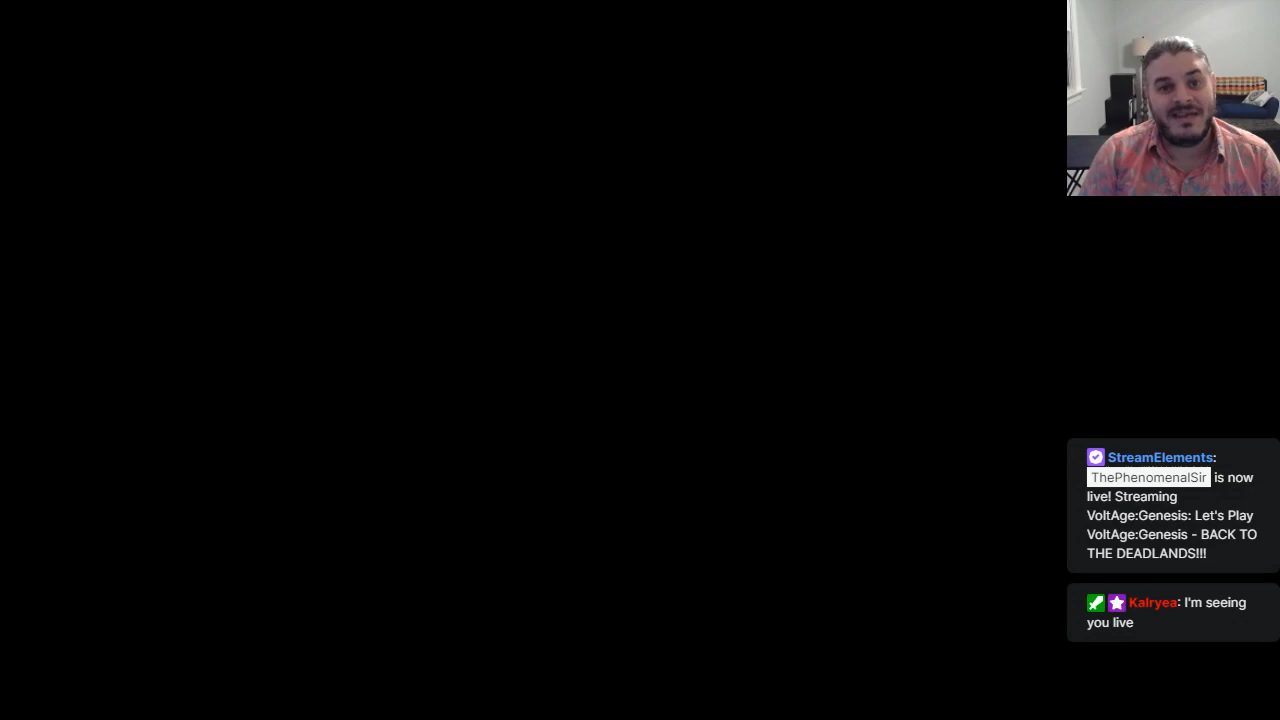 StreamElements:
ThePhenomenalSir is now
live! Streaming
VoltAge:Genesis: Let's Play
VoltAge:Genesis - BACK TO
THE DEADLANDS!!!
Kalryea: I'm seeing
you live